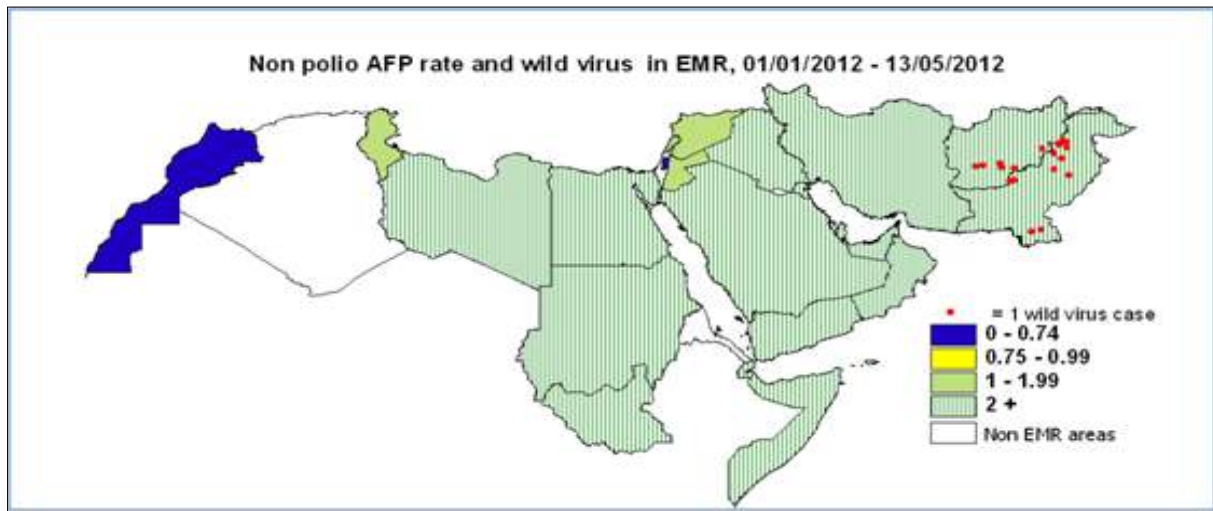 Non polio AFP rate and wild virus in EMR, 01/01/2012 - 13/05/2012
= 1 wild virus case
0 - 0.74
0.75 - 0.99
1 - 1.99
2 +
Non EMR areas